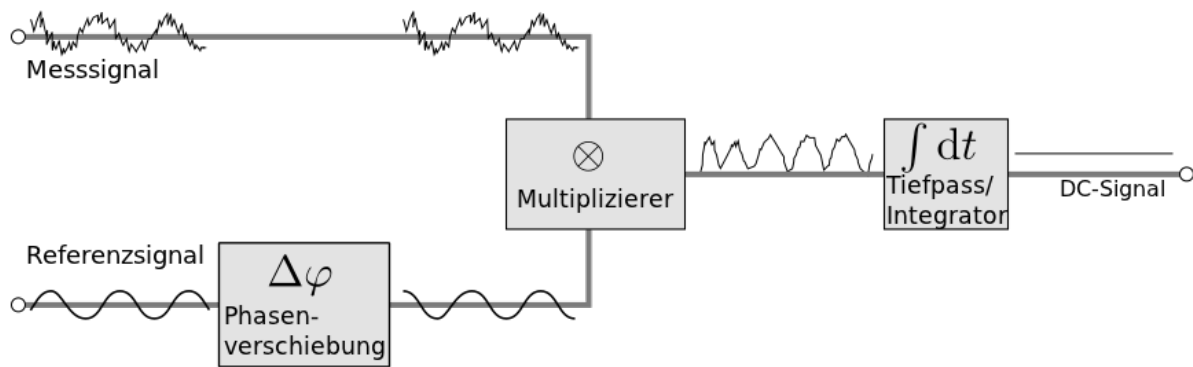 Messsignal
⊗
Multiplizierer
∫ dt
Tiefpass/
Integrator
DC-Signal
Referenzsignal
Δφ
Phasen-
verschiebung